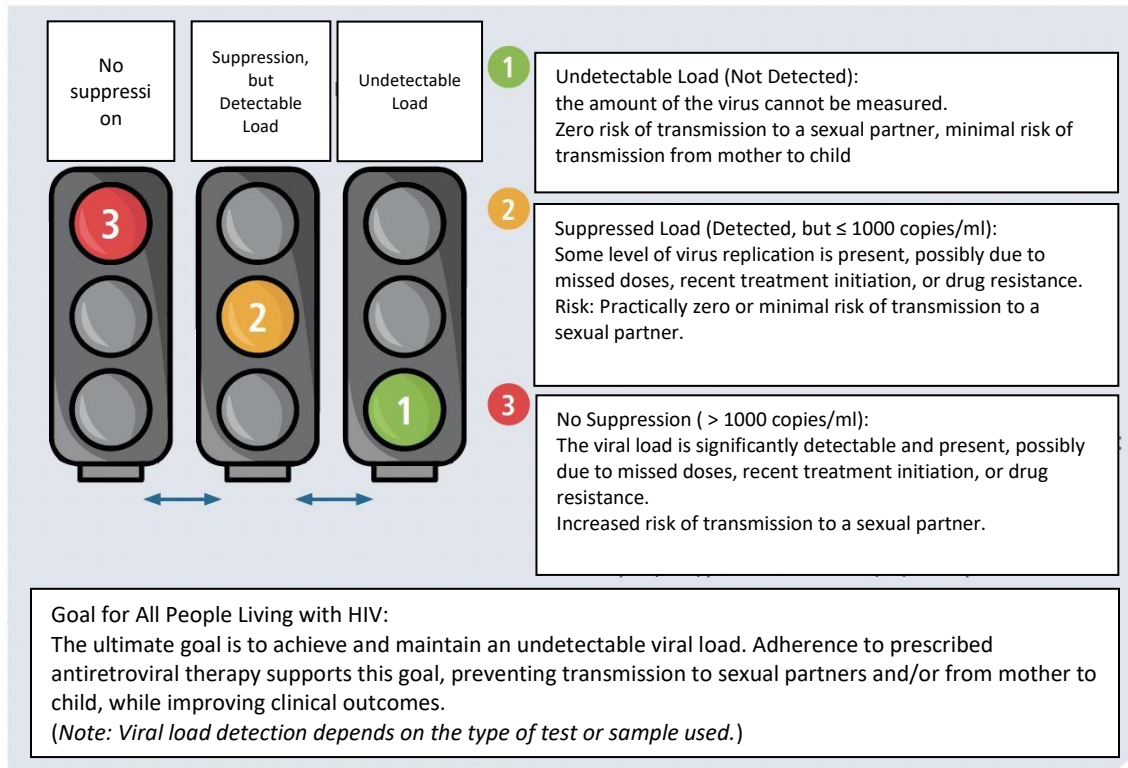 No
suppressi
on
Suppression,
but
Detectable
Load
Undetectable
Load
3
2
1
1
Undetectable Load (Not Detected):
the amount of the virus cannot be measured.
Zero risk of transmission to a sexual partner, minimal risk of
transmission from mother to child
2
Suppressed Load (Detected, but ≤ 1000 copies/ml):
Some level of virus replication is present, possibly due to
missed doses, recent treatment initiation, or drug resistance.
Risk: Practically zero or minimal risk of transmission to a
sexual partner.
3
No Suppression ( > 1000 copies/ml):
The viral load is significantly detectable and present, possibly
due to missed doses, recent treatment initiation, or drug
resistance.
Increased risk of transmission to a sexual partner.
Goal for All People Living with HIV:
The ultimate goal is to achieve and maintain an undetectable viral load. Adherence to prescribed
antiretroviral therapy supports this goal, preventing transmission to sexual partners and/or from mother to
child, while improving clinical outcomes.
(Note: Viral load detection depends on the type of test or sample used.)